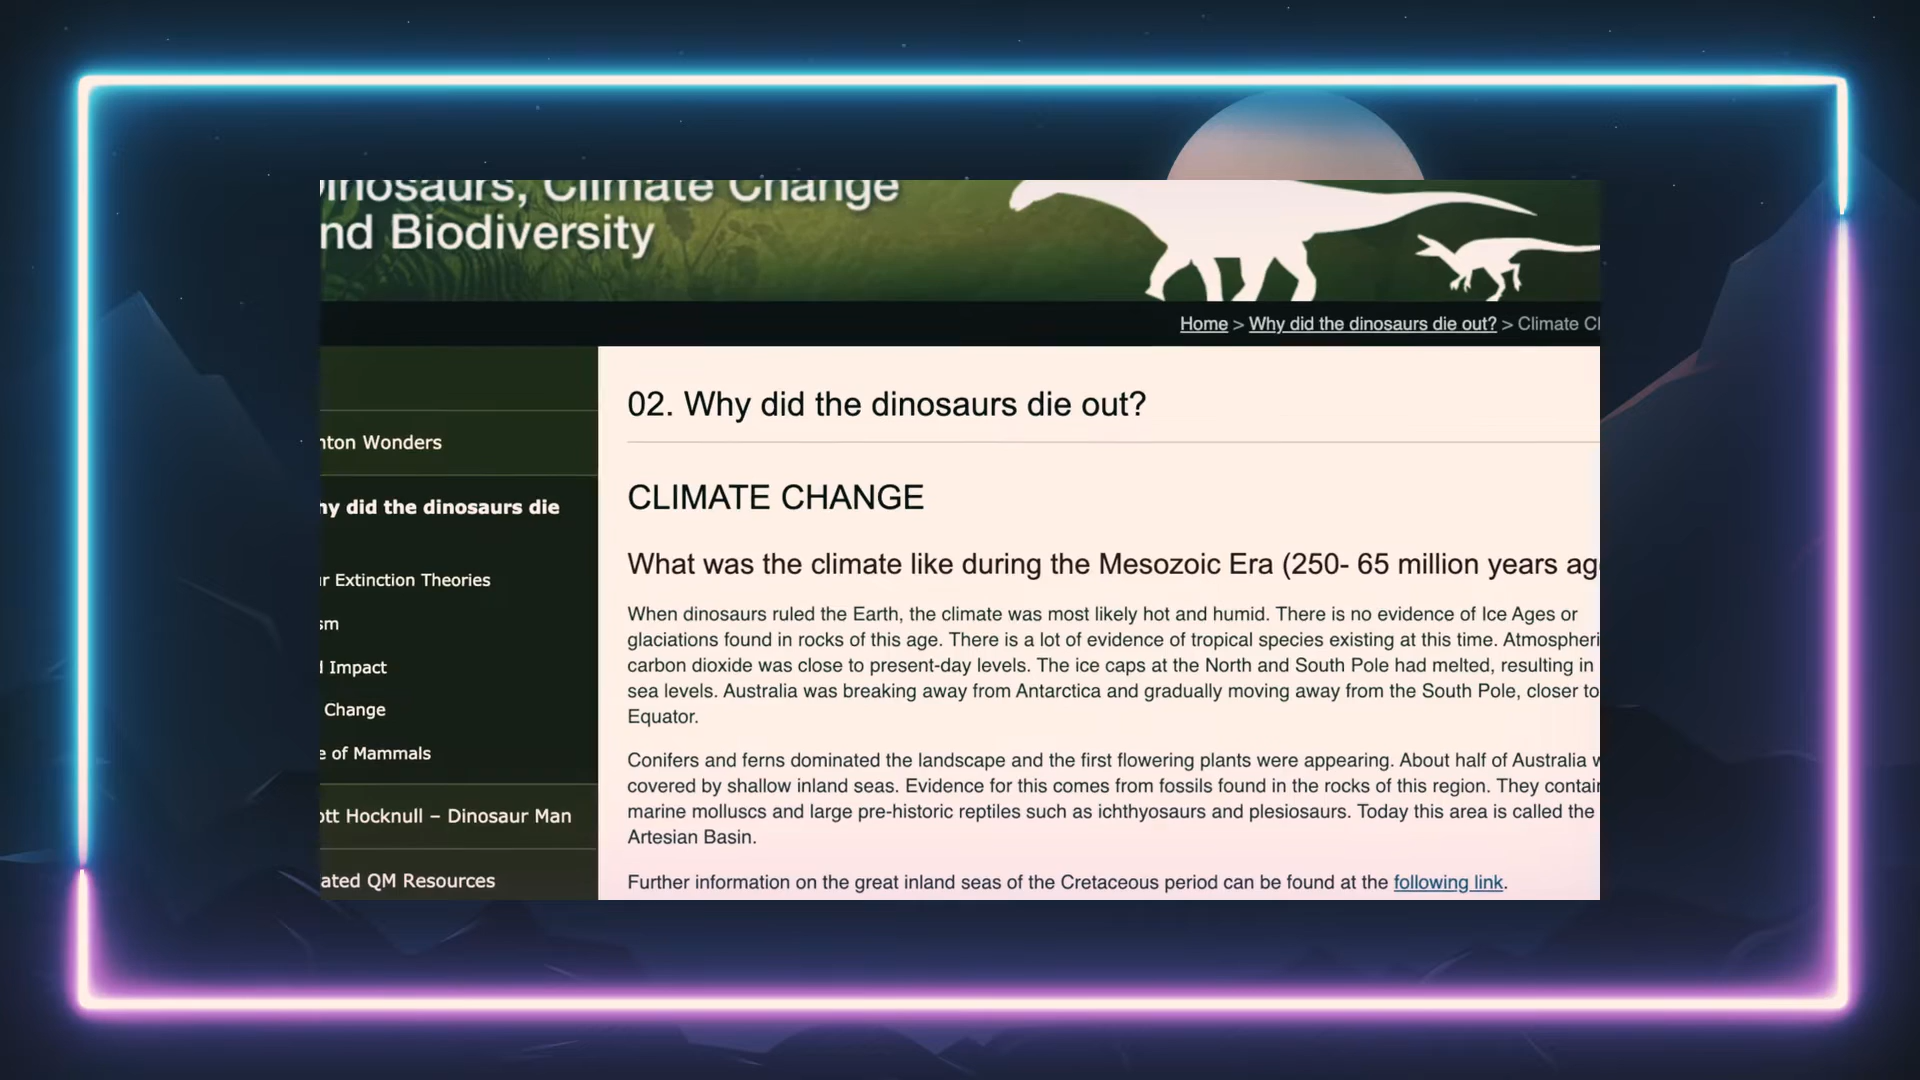 Dinosaurs, Climate Change
nd Biodiversity
Home > Why did the dinosaurs die out? > Climate Cl
nton Wonders
hy did the dinosaurs die
r Extinction Theories
sm
d Impact
Change
e of Mammals
ott Hocknull – Dinosaur Man
ated QM Resources
02. Why did the dinosaurs die out?
CLIMATE CHANGE
What was the climate like during the Mesozoic Era (250- 65 million years ag
When dinosaurs ruled the Earth, the climate was most likely hot and humid. There is no evidence of Ice Ages or
glaciations found in rocks of this age. There is a lot of evidence of tropical species existing at this time. Atmospheri
carbon dioxide was close to present-day levels. The ice caps at the North and South Pole had melted, resulting in
sea levels. Australia was breaking away from Antarctica and gradually moving away from the South Pole, closer to
Equator.
Conifers and ferns dominated the landscape and the first flowering plants were appearing. About half of Australia w
covered by shallow inland seas. Evidence for this comes from fossils found in the rocks of this region. They contai
marine molluscs and large pre-historic reptiles such as ichthyosaurs and plesiosaurs. Today this area is called the
Artesian Basin.
Further information on the great inland seas of the Cretaceous period can be found at the following link.